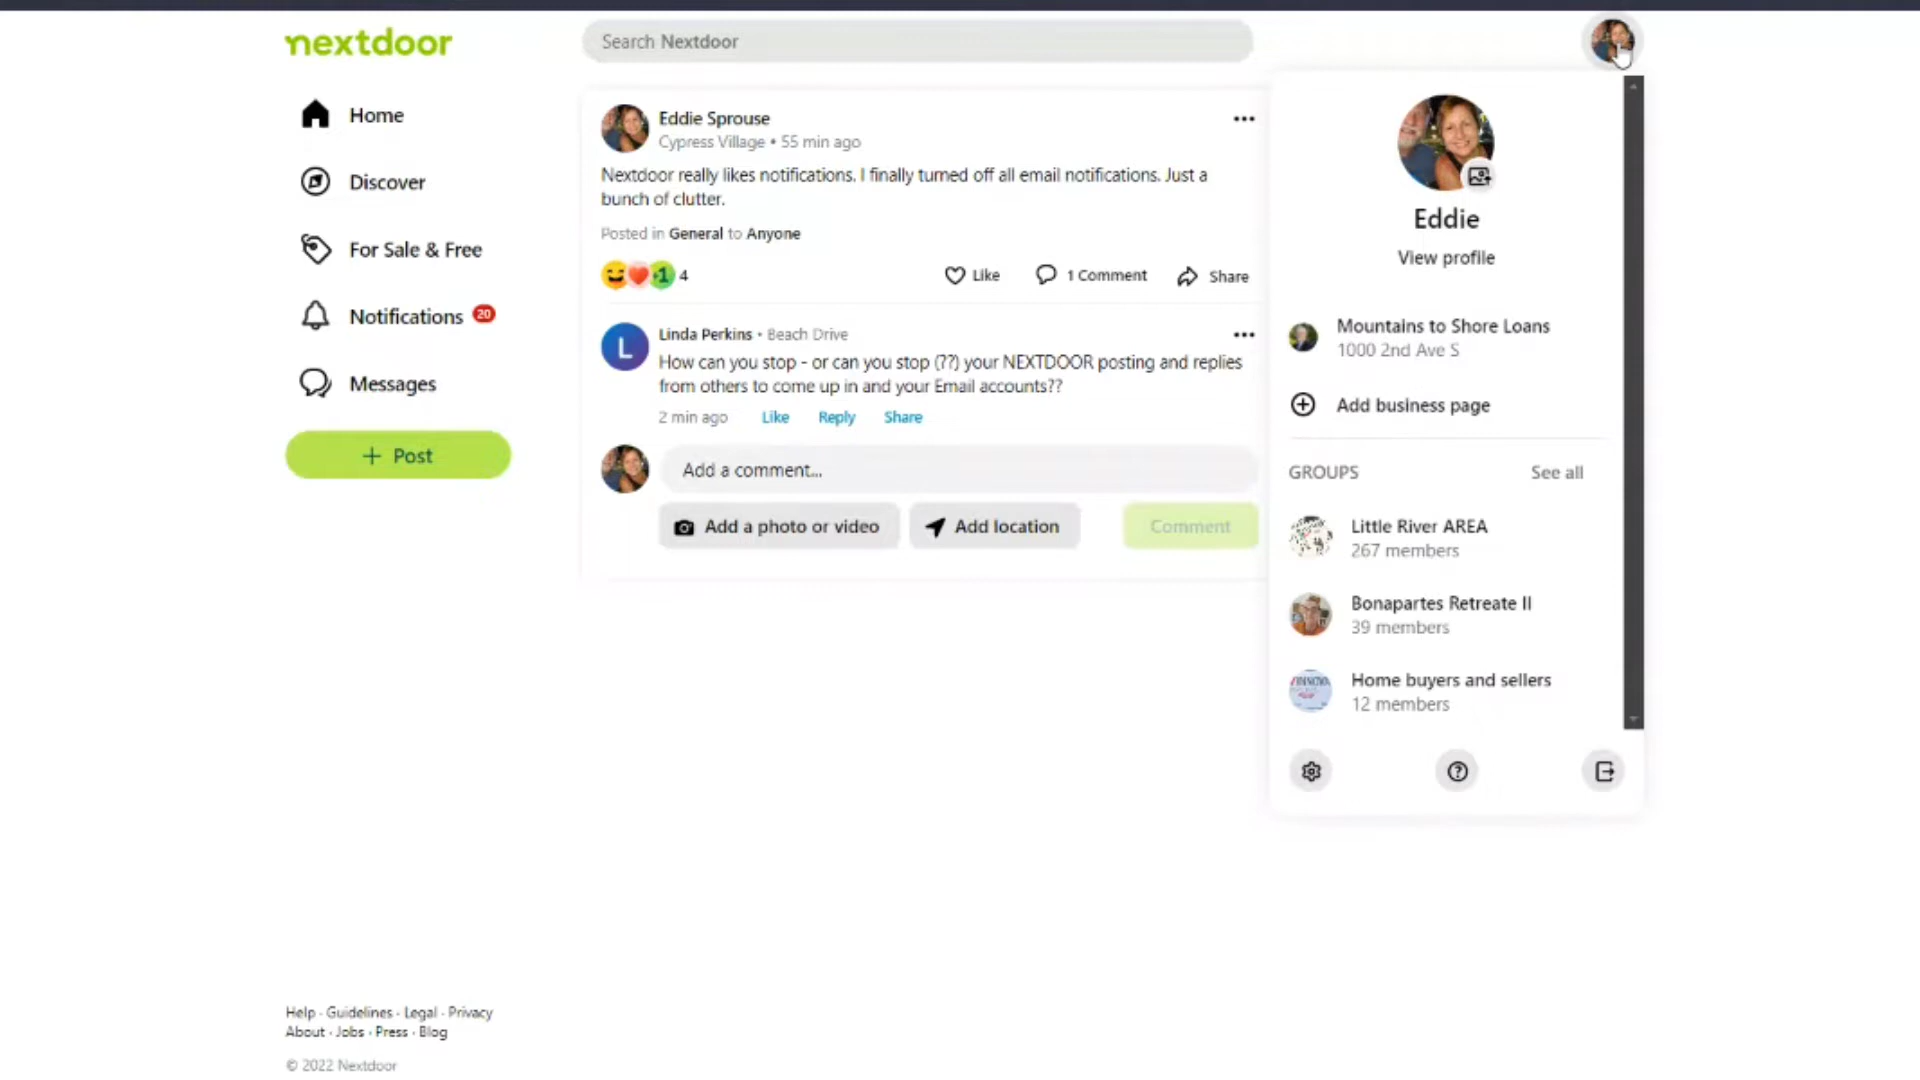 nextdoor
Search Nextdoor
Home
Discover
For Sale & Free
Notifications 20
Messages
+ Post
Eddie Sprouse
Cypress Village • 55 min ago
Nextdoor really likes notifications. I finally turned off all email notifications. Just a
bunch of clutter.
Posted in General to Anyone
+1 4
Like
1 Comment
Share
L
Linda Perkins • Beach Drive
How can you stop - or can you stop (??) your NEXTDOOR posting and replies
from others to come up in and your Email accounts??
2 min ago Like Reply Share
Add a comment...
Add a photo or video
Add location
Comment
Eddie
View profile
Mountains to Shore Loans
1000 2nd Ave S
Add business page
GROUPS See all
Little River AREA
267 members
Bonapartes Retreate II
39 members
Home buyers and sellers
12 members
Help · Guidelines · Legal · Privacy
About · Jobs · Press · Blog
© 2022 Nextdoor